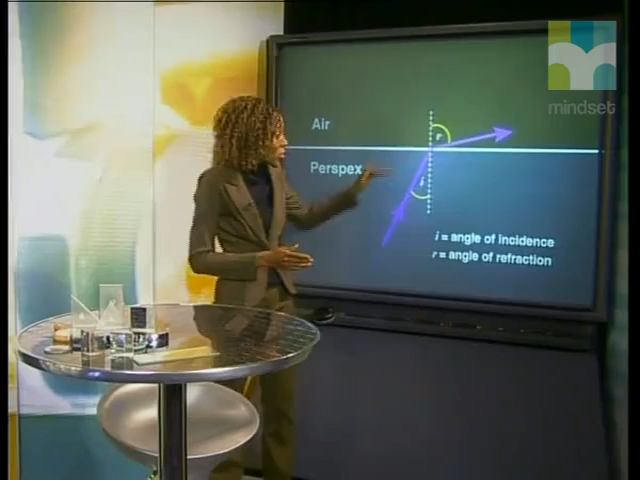 mindset
Air
r
Perspex
i
i = angle of incidence
r = angle of refraction